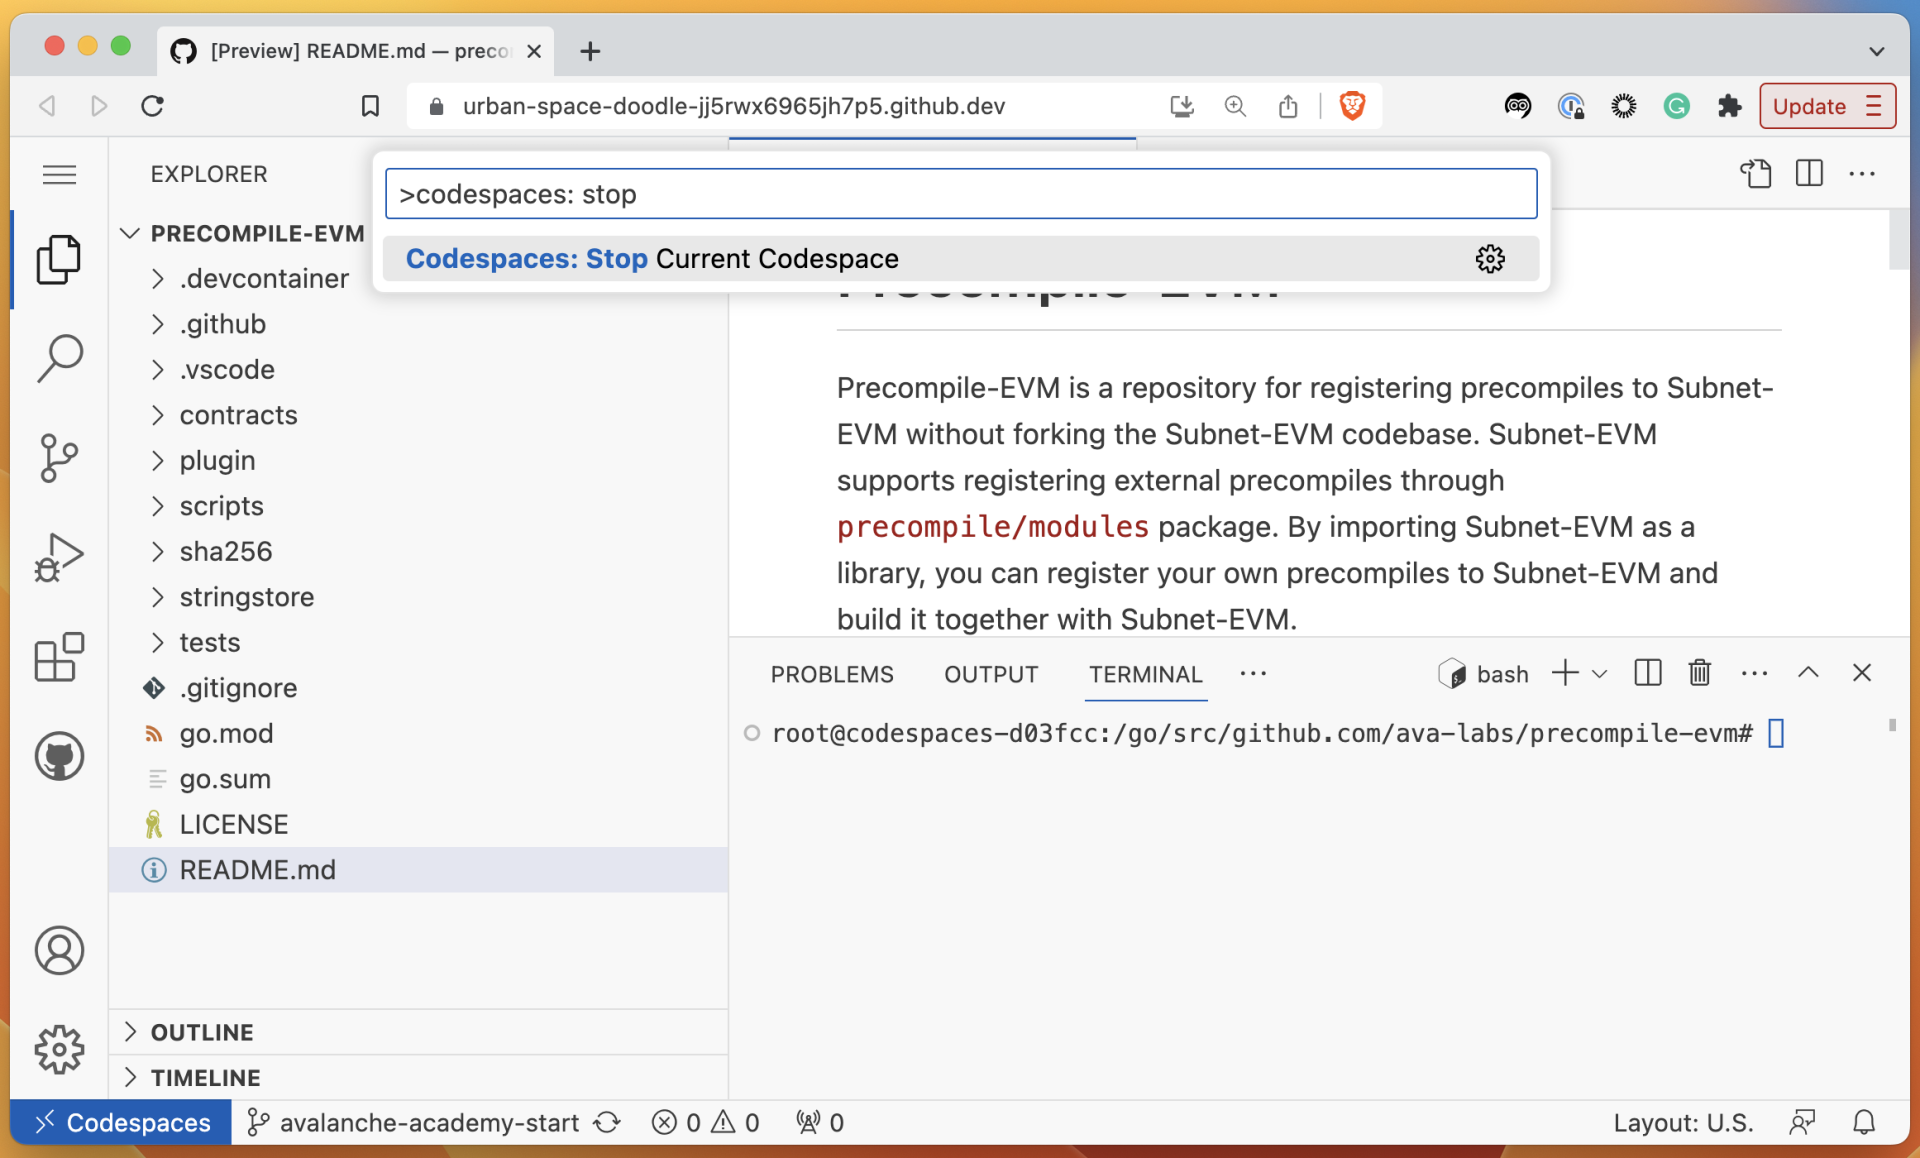 [Preview] README.md — preco
urban-space-doodle-jj5rwx6965jh7p5.github.dev
Update
EXPLORER
>codespaces: stop
Codespaces: Stop Current Codespace
PRECOMPILE-EVM
.devcontainer
.github
.vscode
contracts
plugin
scripts
sha256
stringstore
tests
.gitignore
go.mod
go.sum
LICENSE
README.md
OUTLINE
TIMELINE
Precompile-EVM
Precompile-EVM is a repository for registering precompiles to Subnet-
EVM without forking the Subnet-EVM codebase. Subnet-EVM
supports registering external precompiles through
precompile/modules package. By importing Subnet-EVM as a
library, you can register your own precompiles to Subnet-EVM and
build it together with Subnet-EVM.
PROBLEMS OUTPUT TERMINAL bash
root@codespaces-d03fcc:/go/src/github.com/ava-labs/precompile-evm#
Codespaces avalanche-academy-start 0 0 0 Layout: U.S.